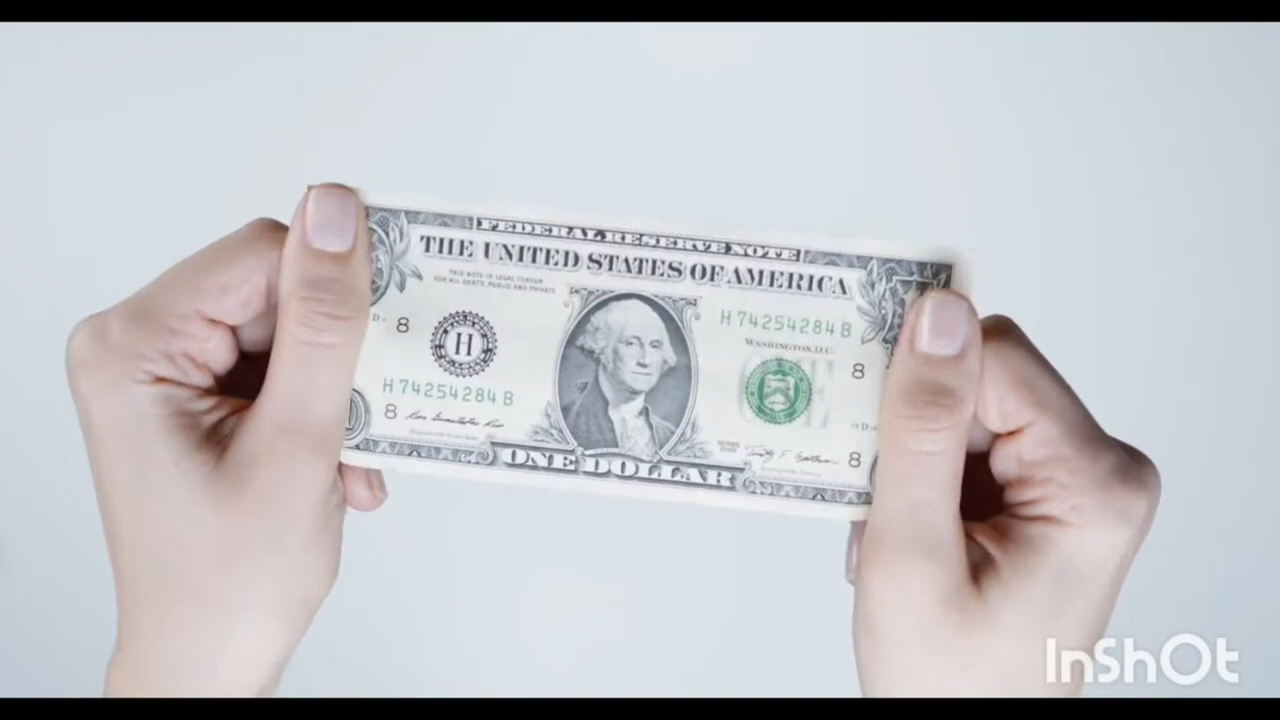 FEDERAL RESERVE NOTE
THE UNITED STATES OF AMERICA
THIS NOTE IS LEGAL TENDER
FOR ALL DEBTS, PUBLIC AND PRIVATE
H 74254284 B
WASHINGTON, D.C.
8
H
8
H 74254284 B
8
8
SERIES
ONE DOLLAR
InShOt